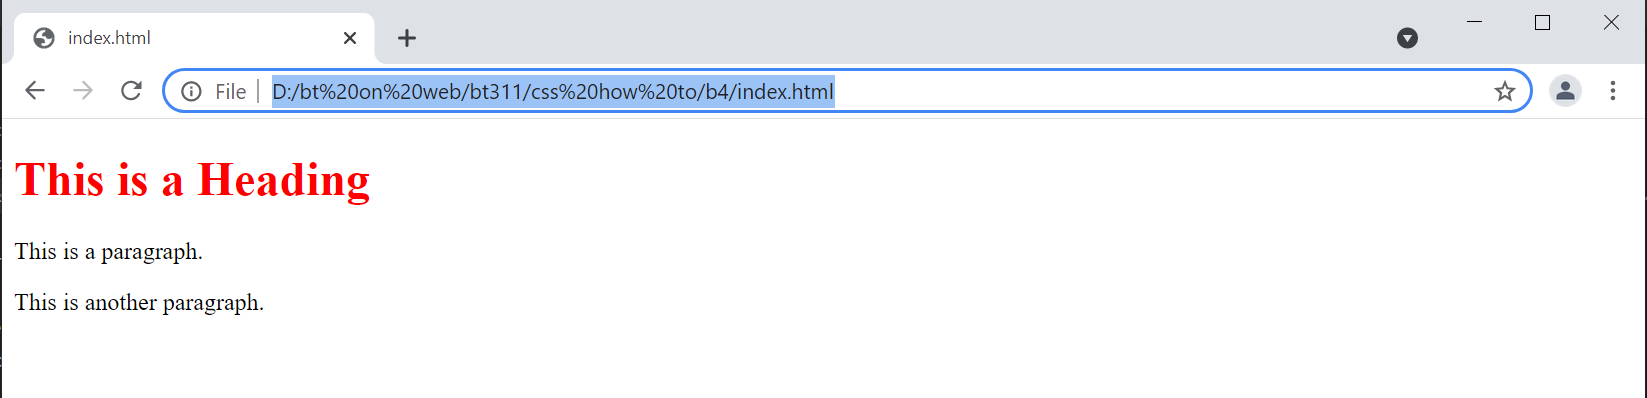 index.html
File D:/bt%20on%20web/bt311/css%20how%20to/b4/index.html
This is a Heading
This is a paragraph.
This is another paragraph.